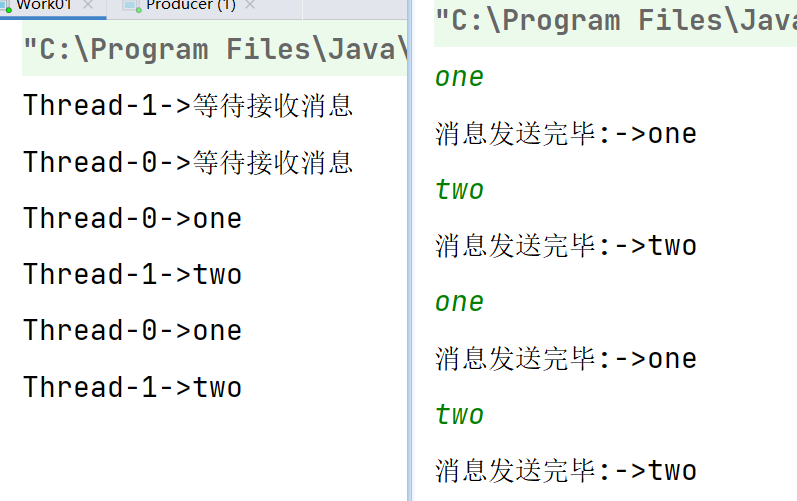 Work01
Producer (1)
"C:\Program Files\Java\
Thread-1->等待接收消息
Thread-0->等待接收消息
Thread-0->one
Thread-1->two
Thread-0->one
Thread-1->two
"C:\Program Files\Java
one
消息发送完毕:->one
two
消息发送完毕:->two
one
消息发送完毕:->one
two
消息发送完毕:->two